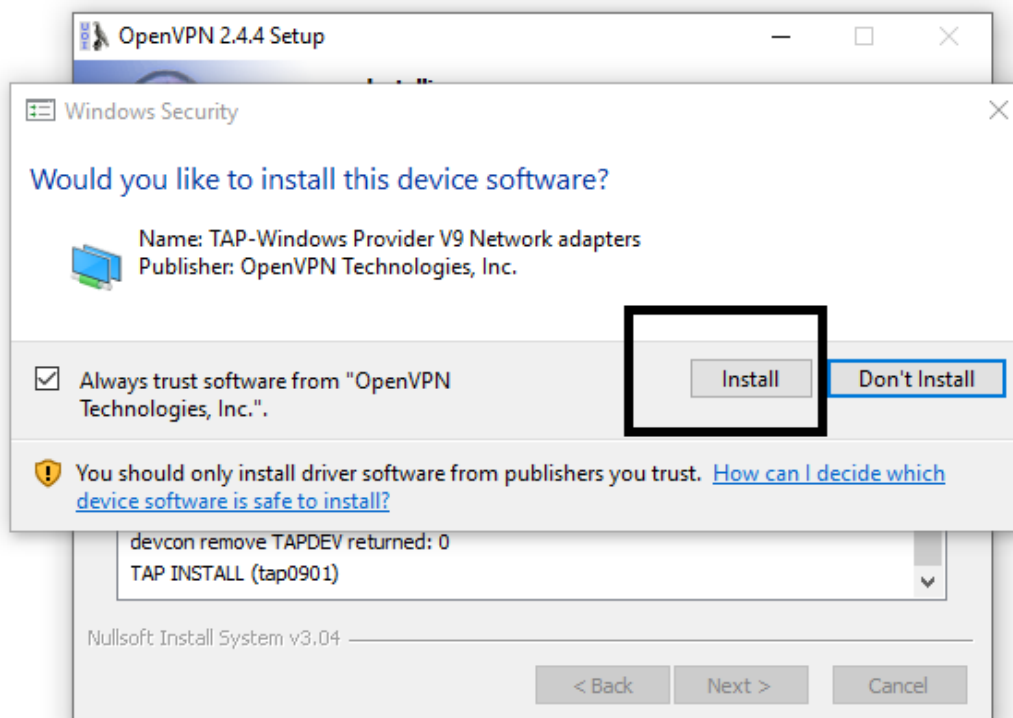 OpenVPN 2.4.4 Setup
Windows Security
Would you like to install this device software?
Name: TAP-Windows Provider V9 Network adapters
Publisher: OpenVPN Technologies, Inc.
Always trust software from "OpenVPN
Technologies, Inc.".
Install
Don't Install
You should only install driver software from publishers you trust. How can I decide which
device software is safe to install?
devcon remove TAPDEV returned: 0
TAP INSTALL (tap0901)
Nullsoft Install System v3.04
< Back
Next >
Cancel